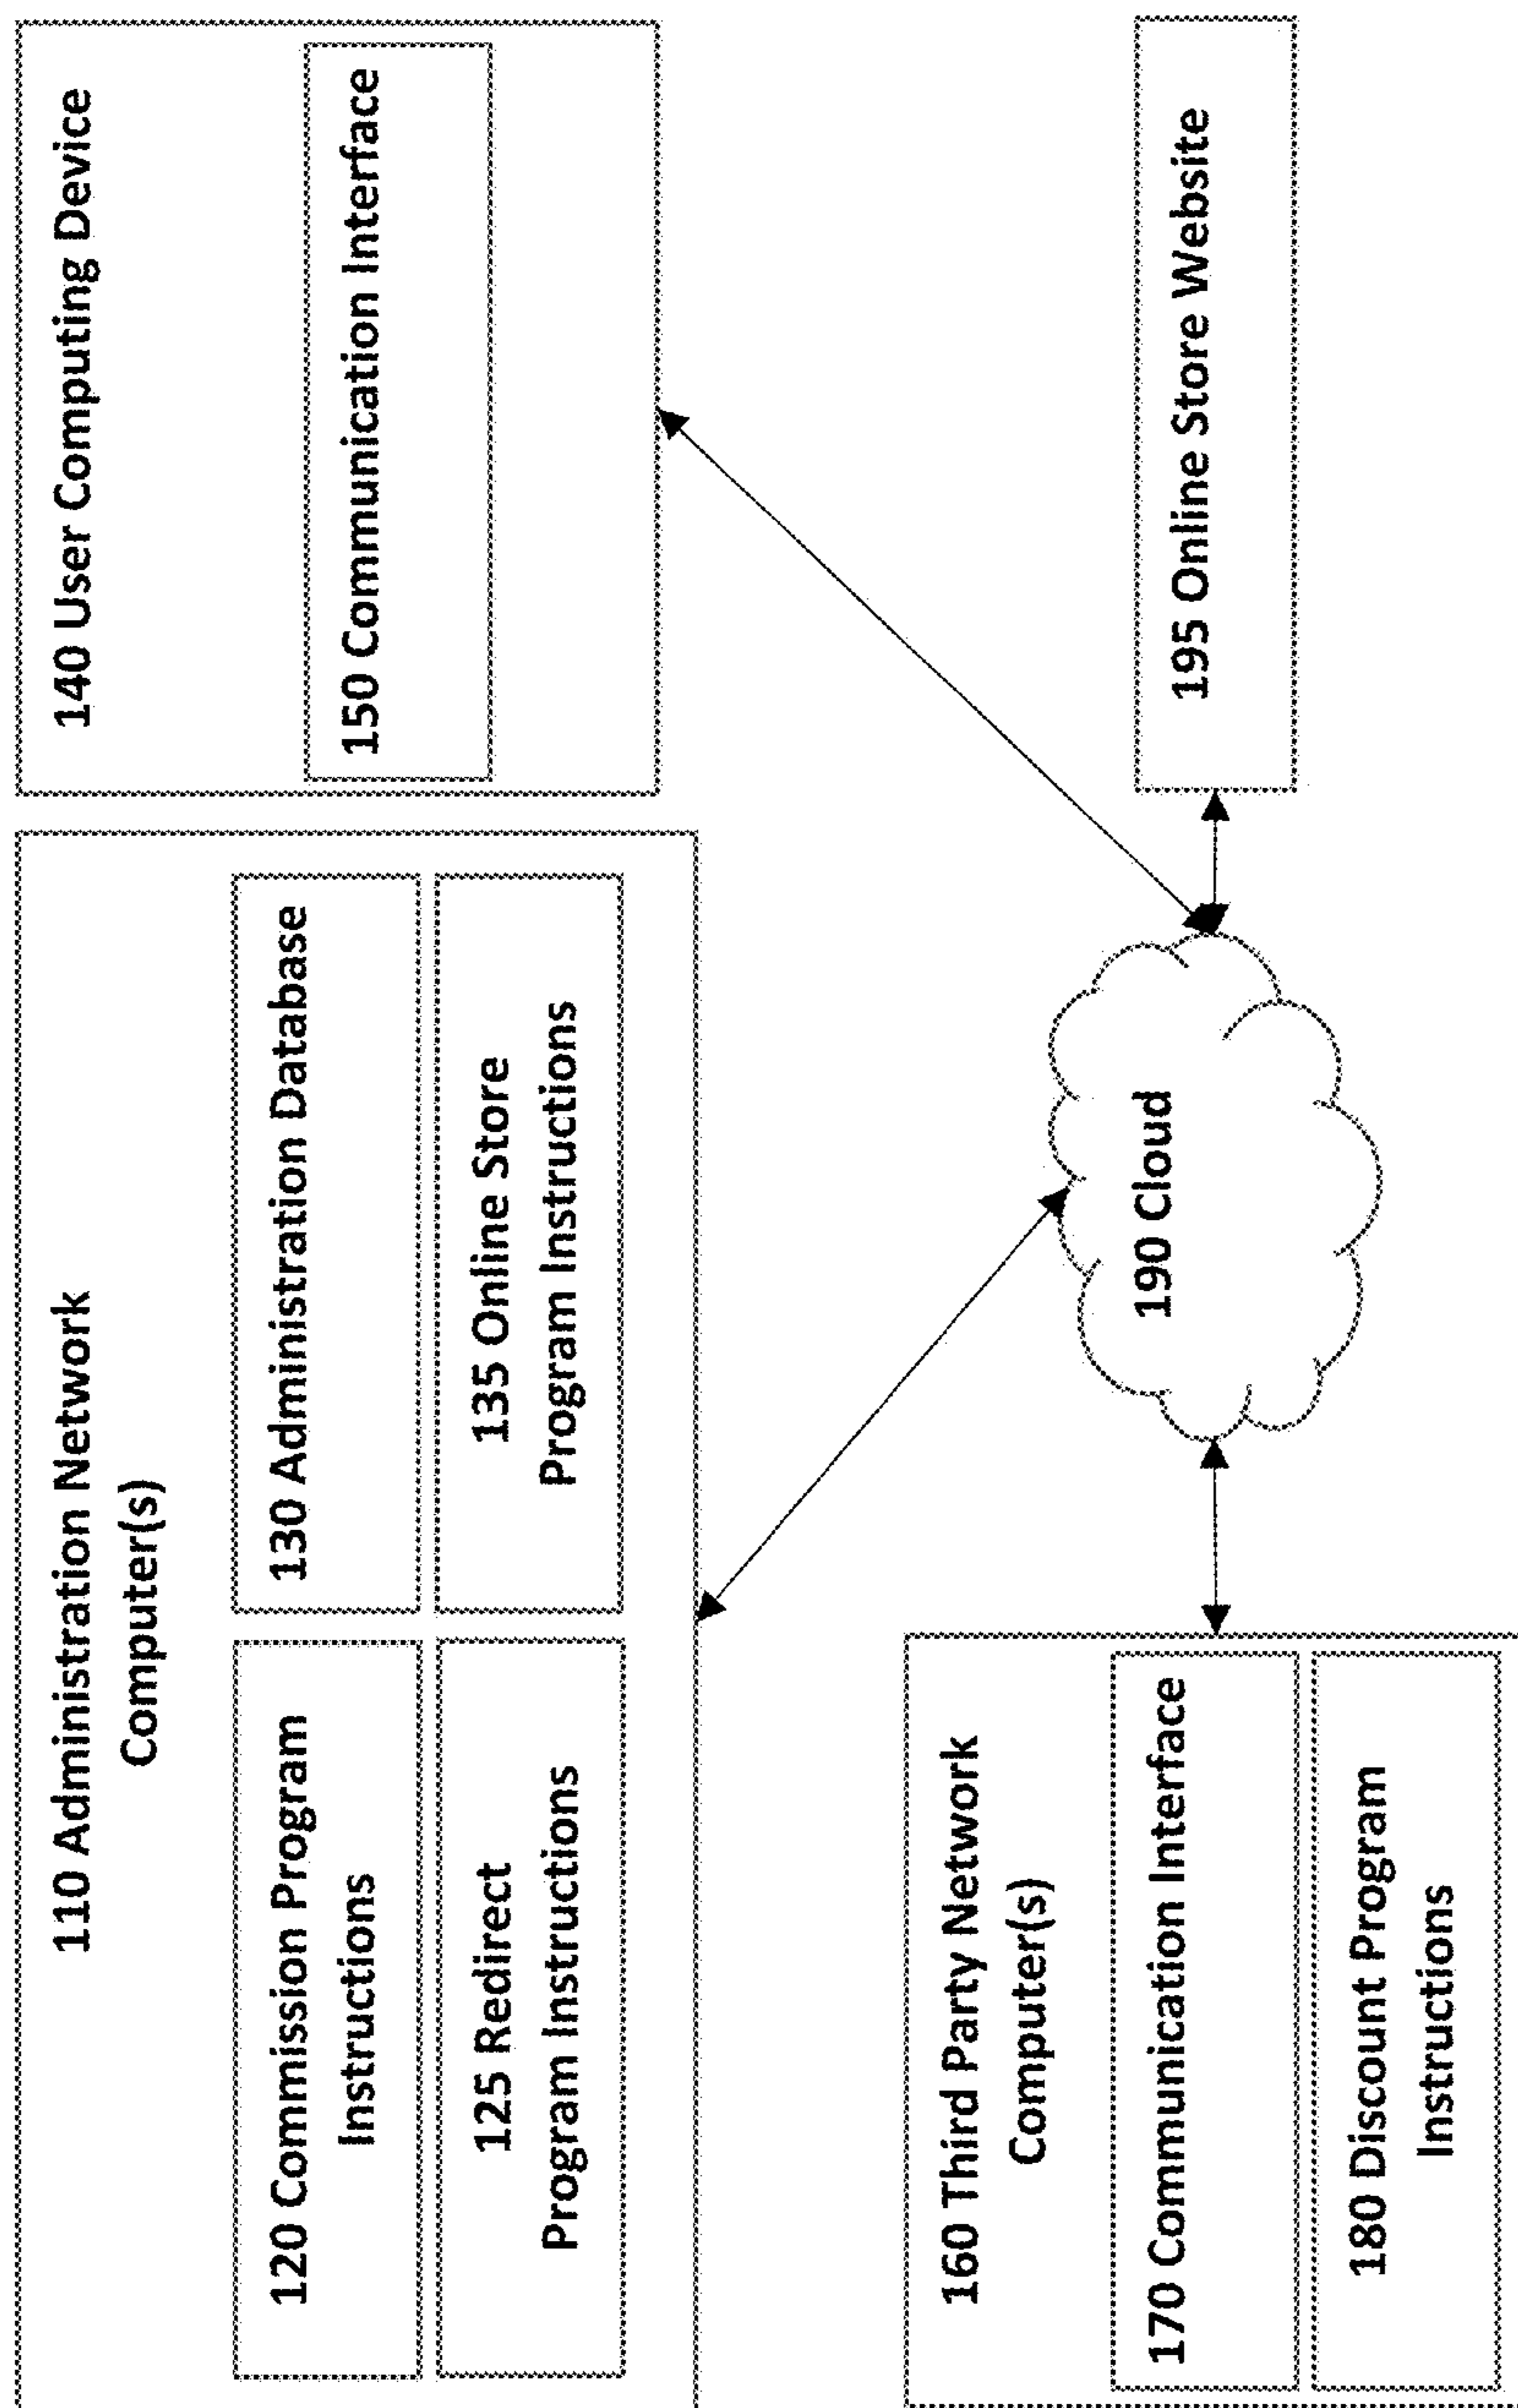 110 Administration Network
Computer(s)
120 Commission Program
Instructions
130 Administration Database
125 Redirect
Program Instructions
135 Online Store
Program Instructions
140 User Computing Device
150 Communication Interface
160 Third Party Network
Computer(s)
170 Communication Interface
180 Discount Program
Instructions
190 Cloud
195 Online Store Website